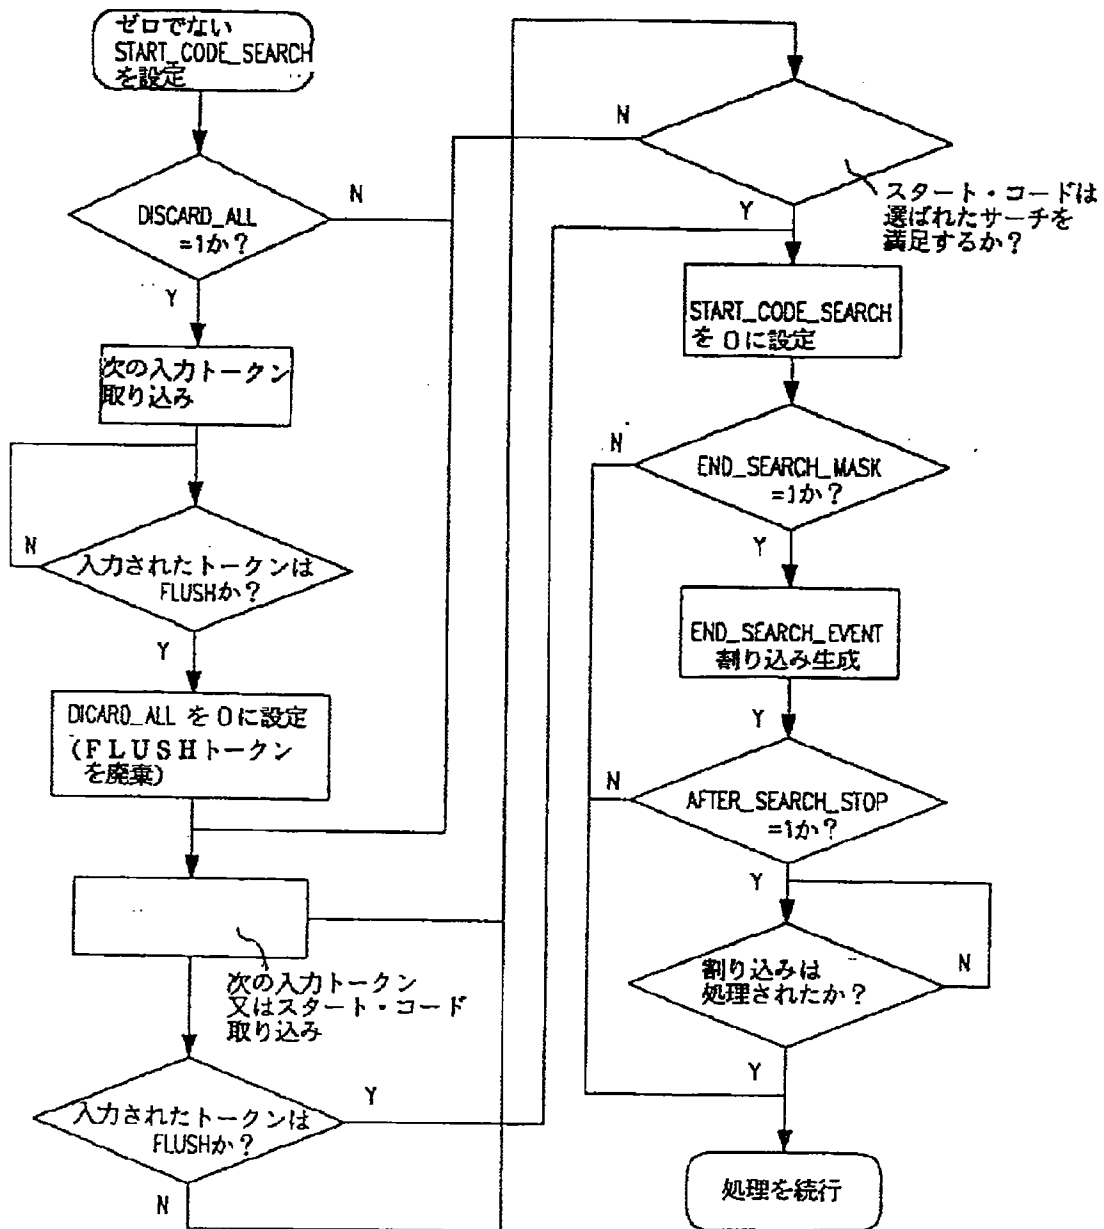 ゼロでない
START_CODE_SEARCH
を設定
DISCARD_ALL
=1か?
N
Y
次の入力トークン
取り込み
N
入力されたトークンは
FLUSHか?
Y
DICARD_ALL を0に設定
(FLUSHトークン
を廃棄)
次の入力トークン
又はスタート・コード
取り込み
入力されたトークンは
FLUSHか?
Y
N
N
スタート・コードは
選ばれたサーチを
満足するか?
Y
START_CODE_SEARCH
を0に設定
N
END_SEARCH_MASK
=1か?
Y
END_SEARCH_EVENT
割り込み生成
Y
N
AFTER_SEARCH_STOP
=1か?
Y
割り込みは
処理されたか?
N
Y
処理を続行